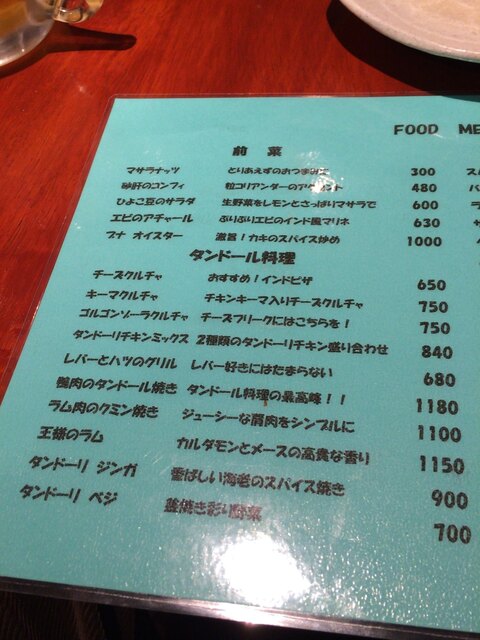 FOOD ME
前菜
マサラナッツ とりあえずのおつまみに 300
砂肝のコンフィ 粒コリアンダーのアクセント 480
ひよこ豆のサラダ 生野菜をレモンとさっぱりマサラで 600
エビのアチャール ぷりぷりエビのインド風マリネ 630
ブナ オイスター 激旨!カキのスパイス炒め 1000
タンドール料理
チーズクルチャ おすすめ!インドピザ 650
キーマクルチャ チキンキーマ入りチーズクルチャ 750
ゴルゴンゾーラクルチャ チーズフリークにはこちらを! 750
タンドーリチキンミックス 2種類のタンドーリチキン盛り合わせ 840
レバーとハツのグリル レバー好きにはたまらない 680
鴨肉のタンドール焼き タンドール料理の最高峰!! 1180
ラム肉のクミン焼き ジューシーな肩肉をシンプルに 1100
王様のラム カルダモンとメースの高貴な香り 1150
タンドーリ ジンガ 香ばしい海老のスパイス焼き 900
タンドーリ ベジ 釜焼き彩り野菜 700